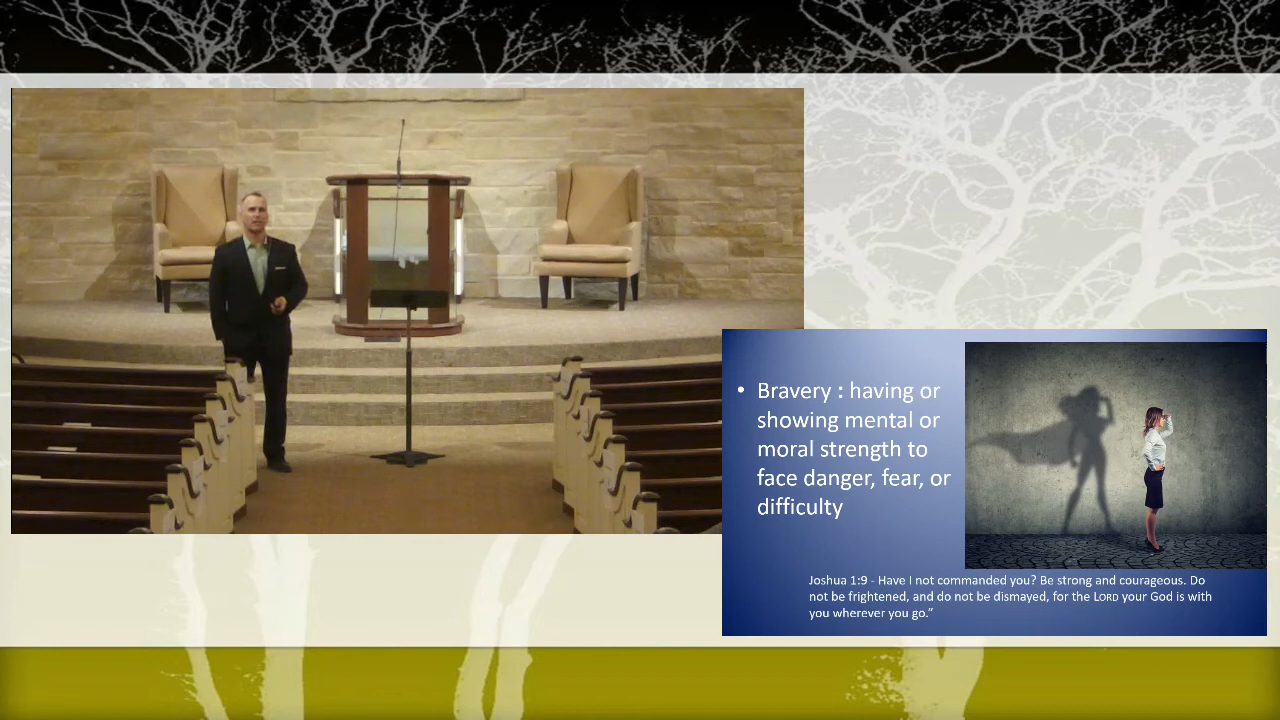 • Bravery : having or
showing mental or
moral strength to
face danger, fear, or
difficulty
Joshua 1:9 - Have I not commanded you? Be strong and courageous. Do
not be frightened, and do not be dismayed, for the LORD your God is with
you wherever you go.”